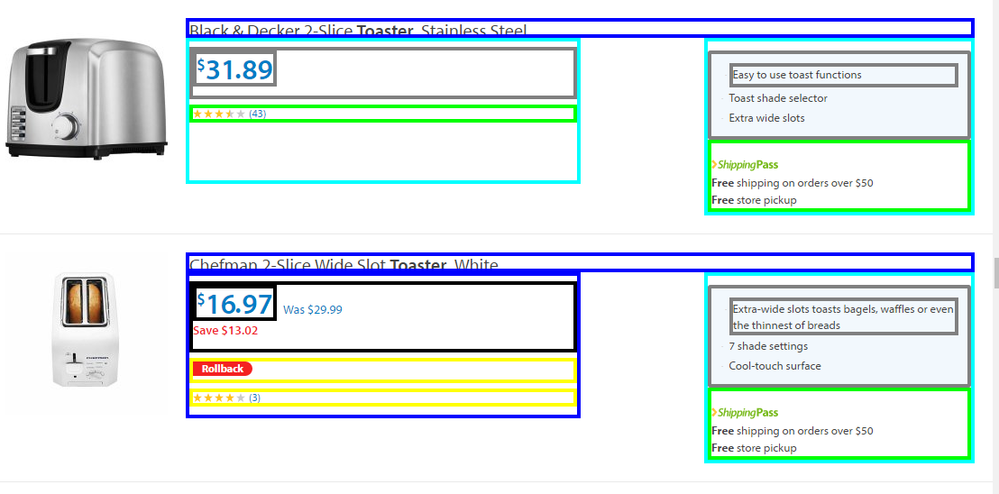 Black & Decker 2-Slice Toaster, Stainless Steel
$31.89
(43)
Easy to use toast functions
Toast shade selector
Extra wide slots
ShippingPass
Free shipping on orders over $50
Free store pickup
Chefman 2-Slice Wide Slot Toaster, White
$16.97 Was $29.99
Save $13.02
Rollback
(3)
Extra-wide slots toasts bagels, waffles or even
the thinnest of breads
7 shade settings
Cool-touch surface
ShippingPass
Free shipping on orders over $50
Free store pickup